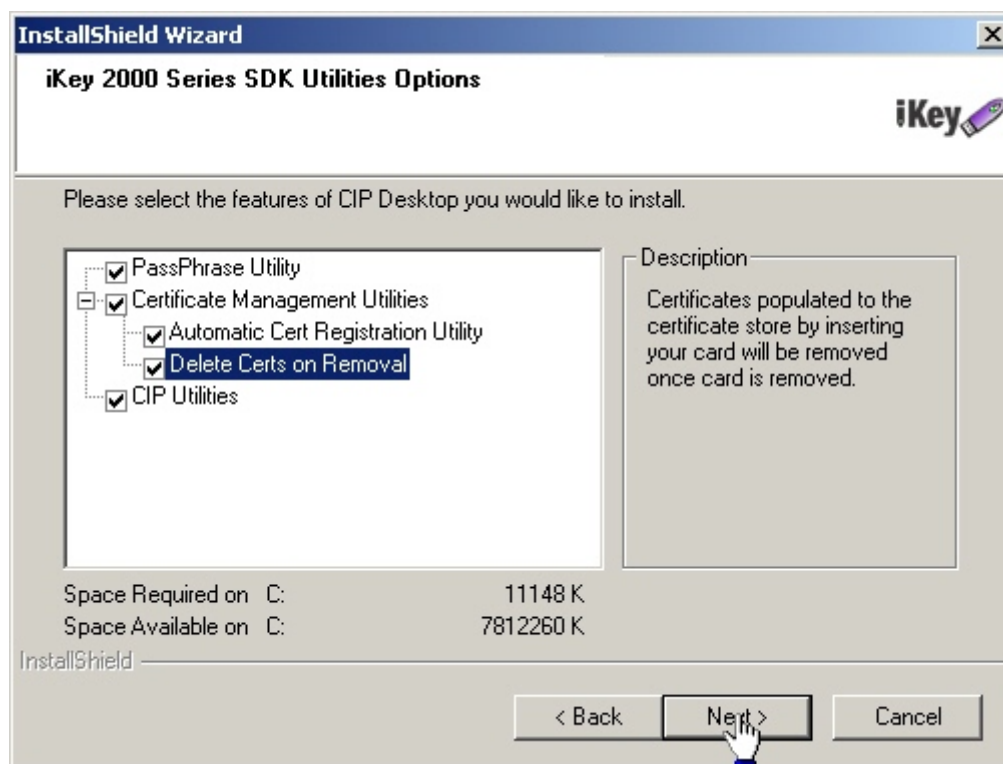 InstallShield Wizard
iKey 2000 Series SDK Utilities Options
iKey
Please select the features of CIP Desktop you would like to install.
PassPhrase Utility
Certificate Management Utilities
Automatic Cert Registration Utility
Delete Certs on Removal
CIP Utilities
Description
Certificates populated to the
certificate store by inserting
your card will be removed
once card is removed.
Space Required on C: 11148 K
Space Available on C: 7812260 K
InstallShield
< Back Next > Cancel